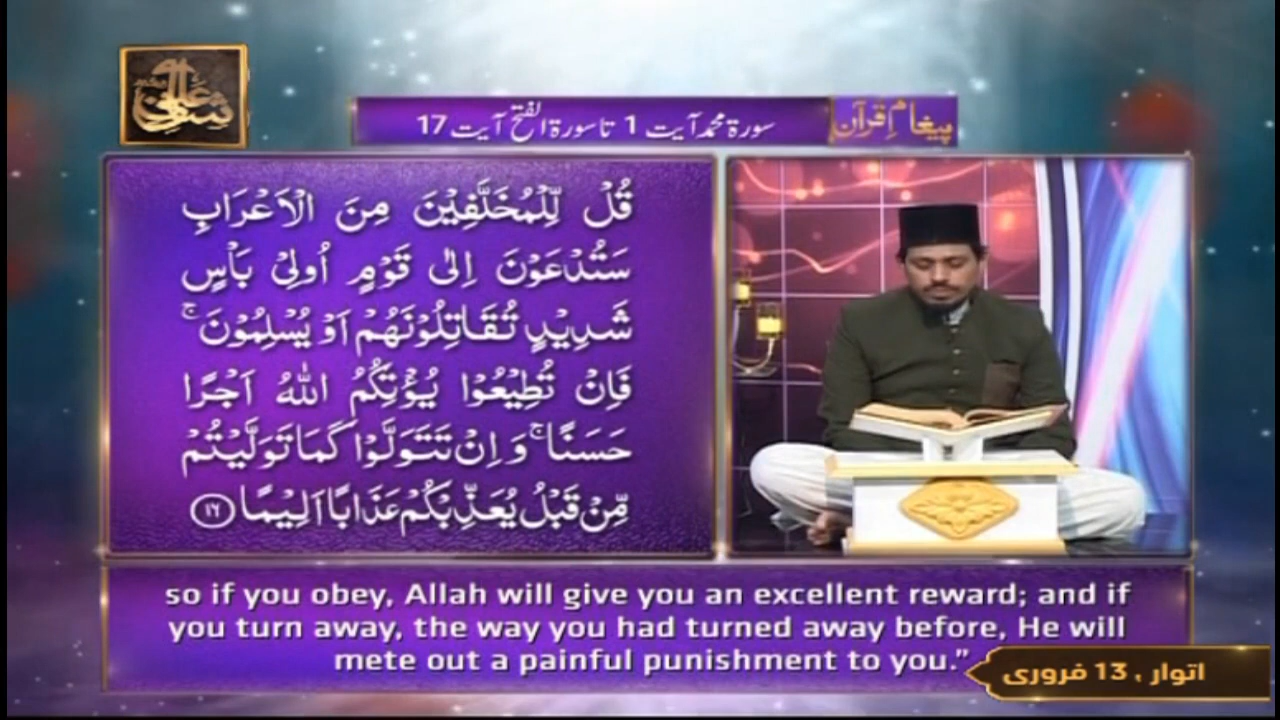 سورۃ محمد آیت 1 تا سورۃ الفتح آیت 17
پیغام قرآن
قُلْ لِّلْمُخَلَّفِیْنَ مِنَ الْاَعْرَابِ
سَتُدْعَوْنَ اِلٰی قَوْمٍ اُولِیْ بَاْسٍ
شَدِیْدٍ تُقَاتِلُوْنَهُمْ اَوْ یُسْلِمُوْنَ ۚ
فَاِنْ تُطِیْعُوْا یُؤْتِكُمُ اللّٰهُ اَجْرًا
حَسَنًا ۚ وَ اِنْ تَتَوَلَّوْا كَمَا تَوَلَّیْتُمْ
مِّنْ قَبْلُ یُعَذِّبْكُمْ عَذَابًا اَلِیْمًا ﴿۱۶﴾
so if you obey, Allah will give you an excellent reward; and if
you turn away, the way you had turned away before, He will
mete out a painful punishment to you.”
اتوار ، 13 فروری